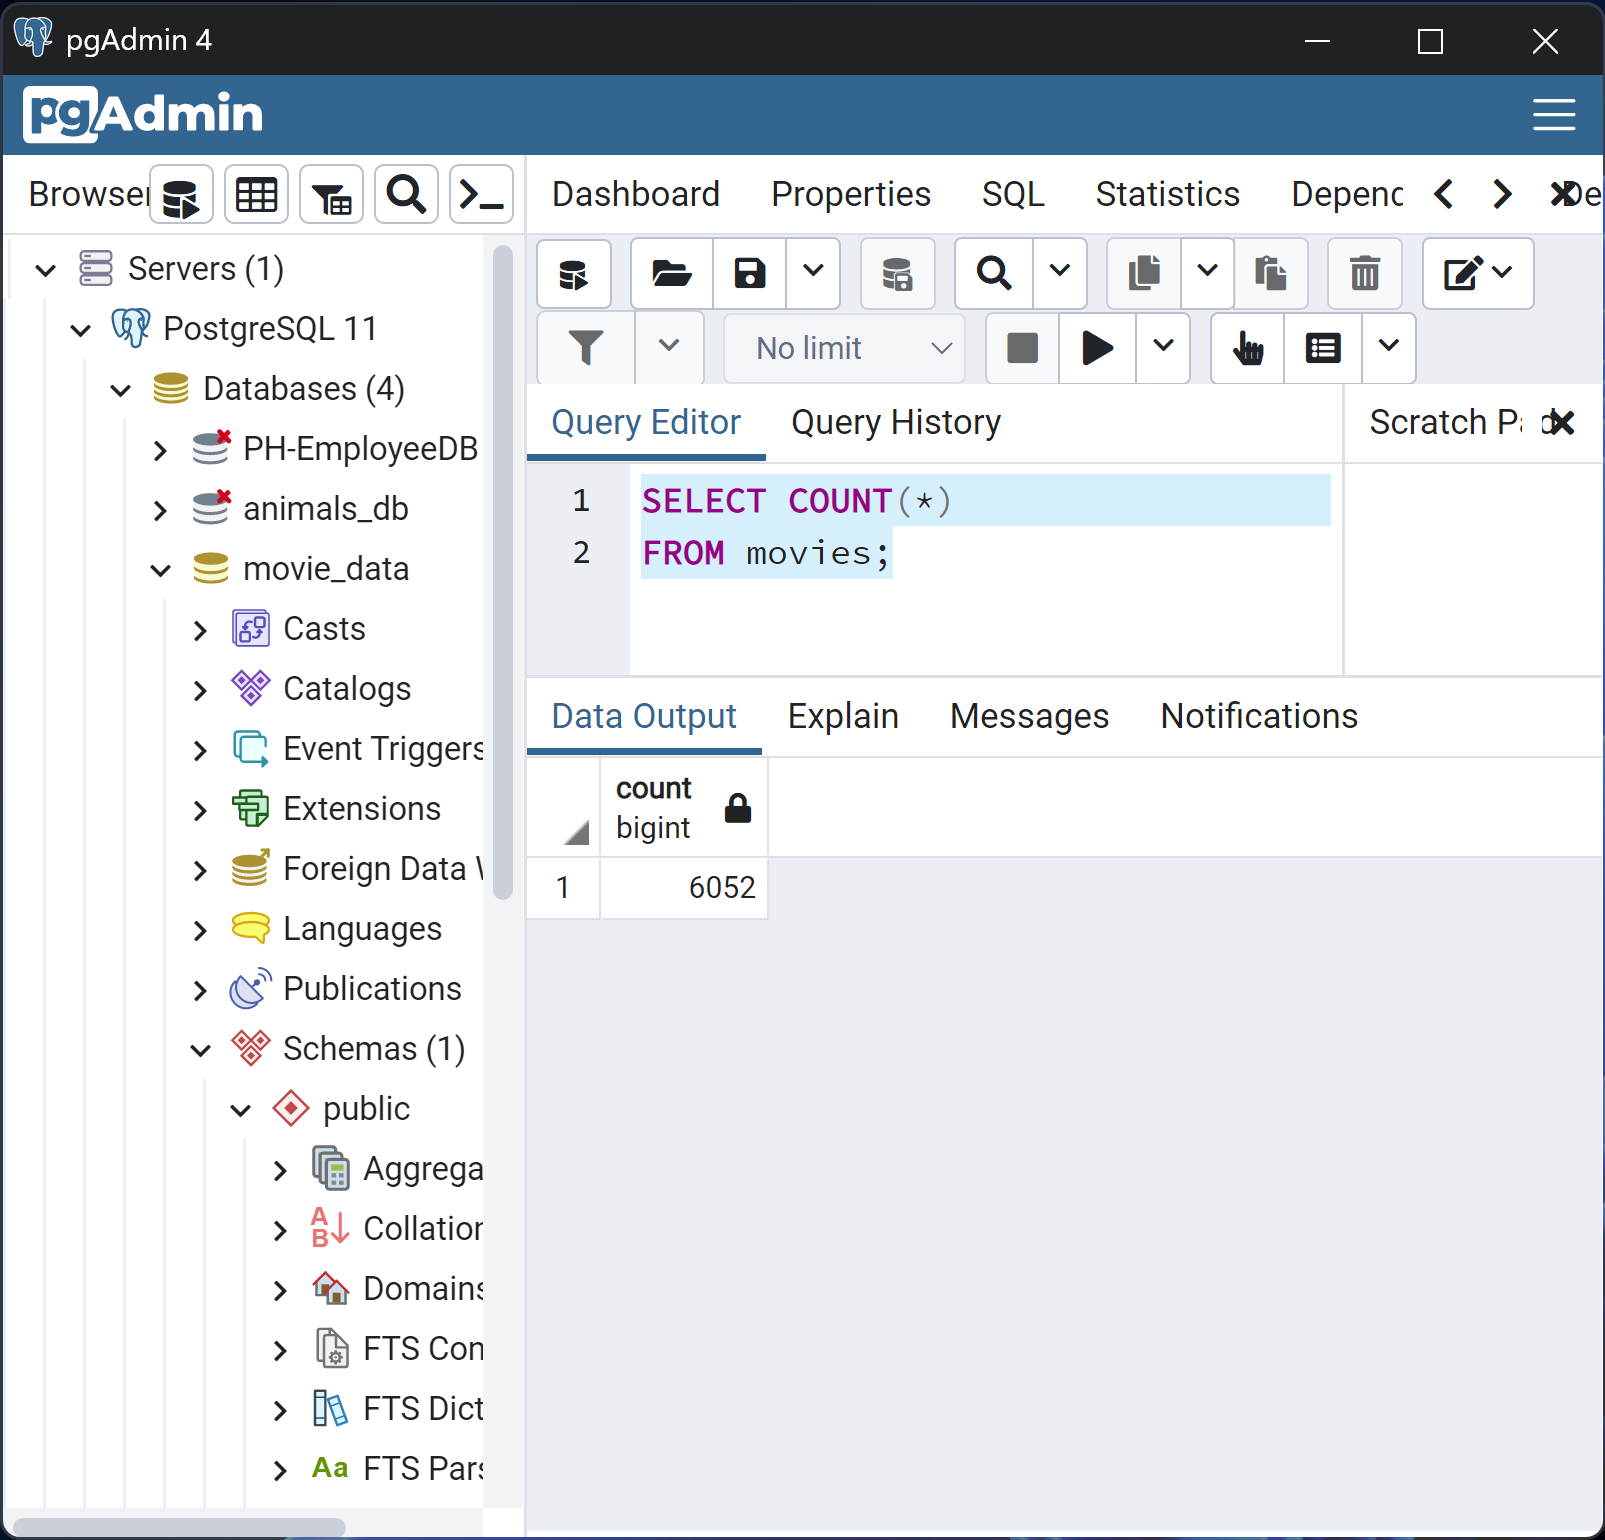 pgAdmin 4
pgAdmin
Browser
Dashboard Properties SQL Statistics Depend De
Servers (1)
PostgreSQL 11
Databases (4)
PH-EmployeeDB
animals_db
movie_data
Casts
Catalogs
Event Triggers
Extensions
Foreign Data W
Languages
Publications
Schemas (1)
public
Aggrega
Collation
Domains
FTS Con
FTS Dict
Aa FTS Pars
No limit
Query Editor Query History Scratch Pad
1 SELECT COUNT(*)
2 FROM movies;
Data Output Explain Messages Notifications
count
bigint
1 6052